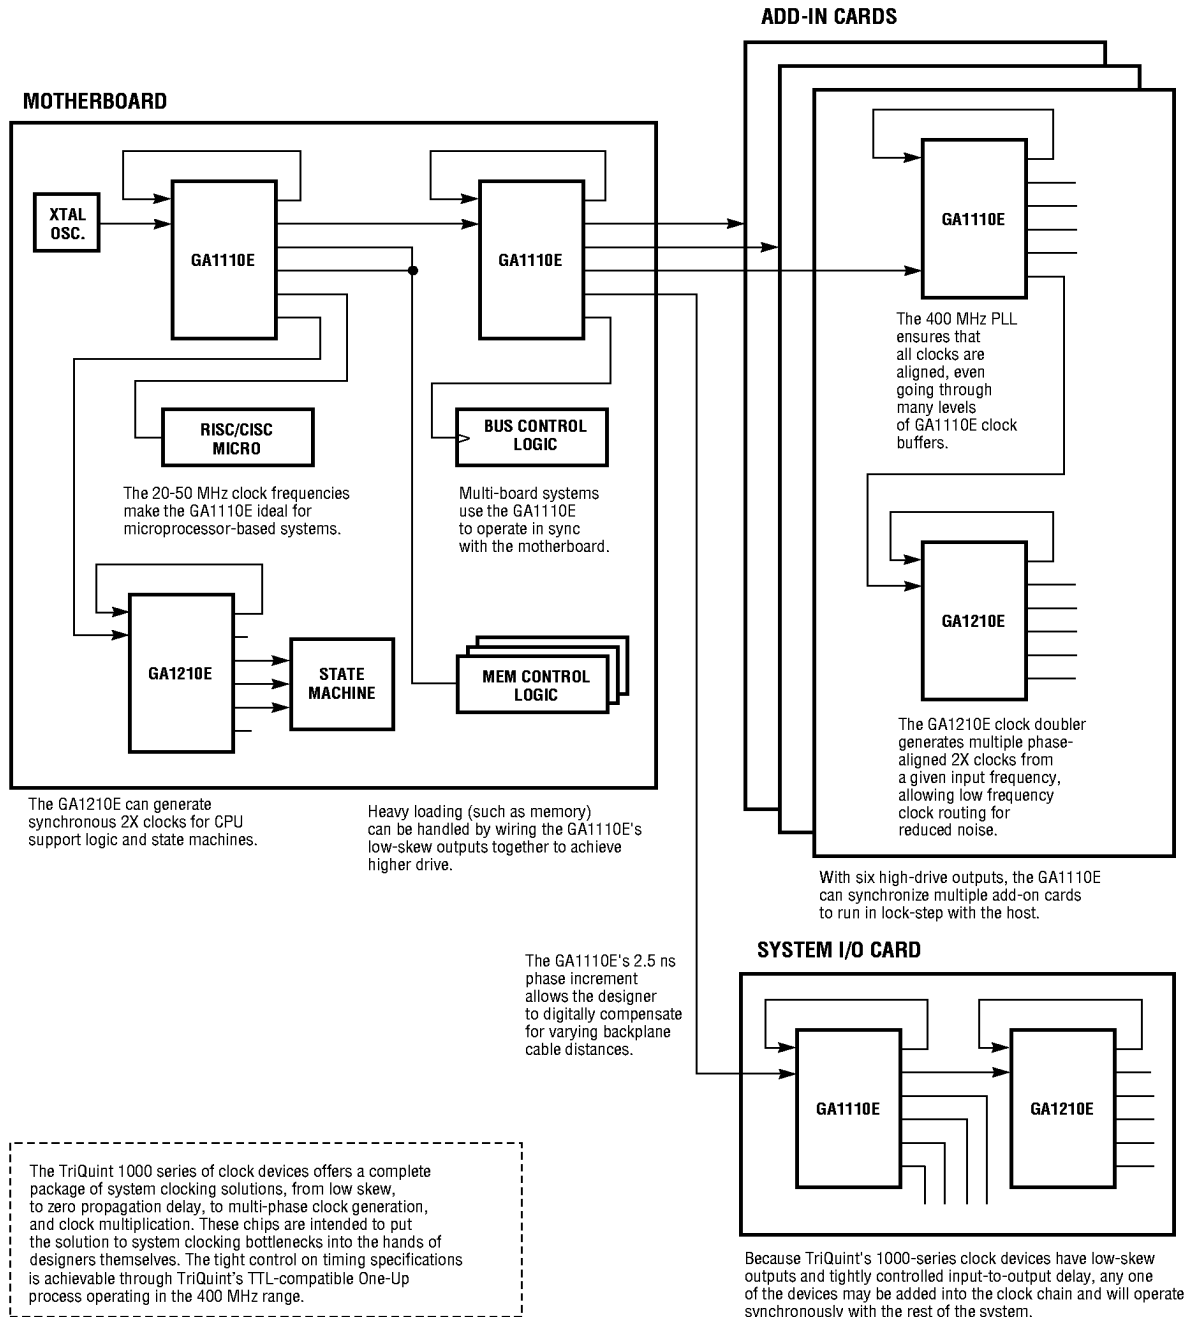 ADD-IN CARDS
MOTHERBOARD
XTAL
OSC.
GA1110E
GA1110E
GA1110E
The 400 MHz PLL
ensures that
all clocks are
aligned, even
going through
many levels
of GA1110E clock
buffers.
RISC/CISC
MICRO
BUS CONTROL
LOGIC
The 20-50 MHz clock frequencies
make the GA1110E ideal for
microprocessor-based systems.
Multi-board systems
use the GA1110E
to operate in sync
with the motherboard.
GA1210E
STATE
MACHINE
MEM CONTROL
LOGIC
GA1210E
The GA1210E clock doubler
generates multiple phase-
aligned 2X clocks from
a given input frequency,
allowing low frequency
clock routing for
reduced noise.
The GA1210E can generate
synchronous 2X clocks for CPU
support logic and state machines.
Heavy loading (such as memory)
can be handled by wiring the GA1110E's
low-skew outputs together to achieve
higher drive.
With six high-drive outputs, the GA1110E
can synchronize multiple add-on cards
to run in lock-step with the host.
SYSTEM I/O CARD
The GA1110E's 2.5 ns
phase increment
allows the designer
to digitally compensate
for varying backplane
cable distances.
GA1110E
GA1210E
The TriQuint 1000 series of clock devices offers a complete
package of system clocking solutions, from low skew,
to zero propagation delay, to multi-phase clock generation,
and clock multiplication. These chips are intended to put
the solution to system clocking bottlenecks into the hands of
designers themselves. The tight control on timing specifications
is achievable through TriQuint's TTL-compatible One-Up
process operating in the 400 MHz range.
Because TriQuint's 1000-series clock devices have low-skew
outputs and tightly controlled input-to-output delay, any one
of the devices may be added into the clock chain and will operate
synchronously with the rest of the system.